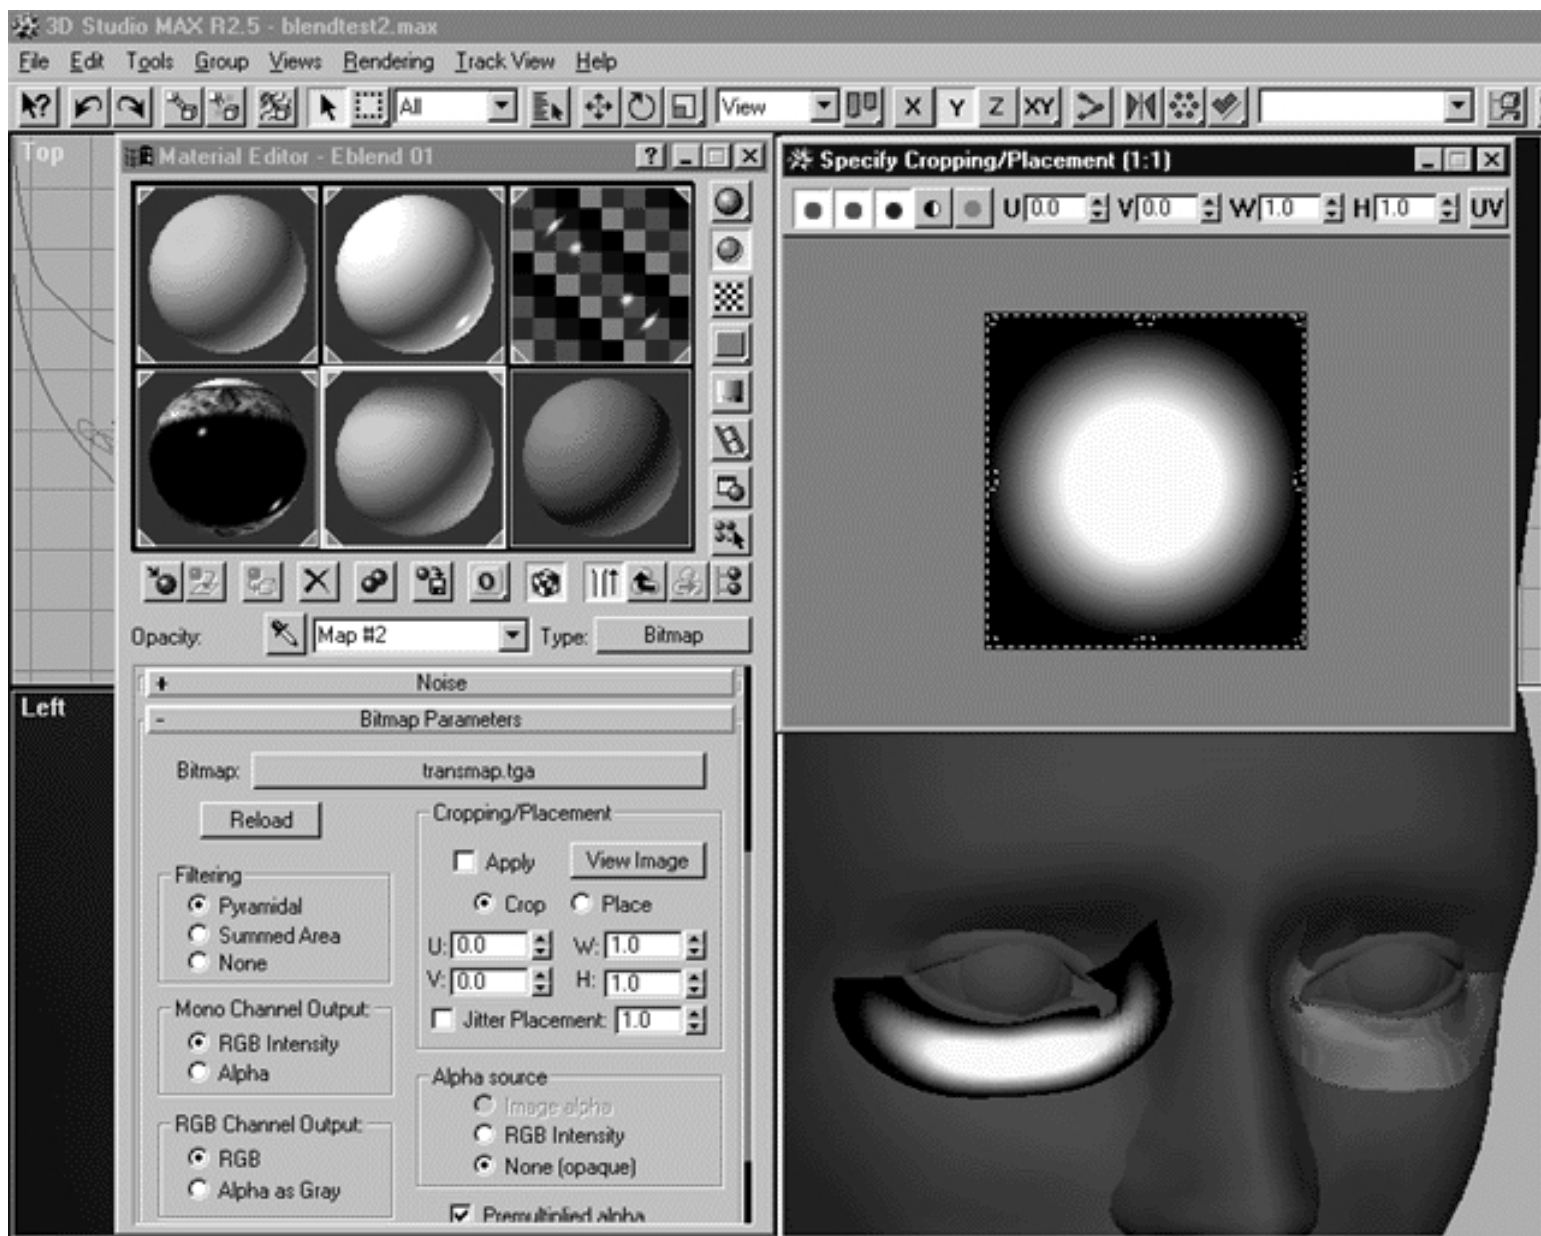 3D Studio MAX R2.5 - blendtest2.max
File Edit Tools Group Views Rendering Track View Help
All View X Y Z XY
Top
Material Editor - Eblend 01
Specify Cropping/Placement (1:1)
U 0.0 V 0.0 W 1.0 H 1.0 UV
Opacity: Map #2 Type: Bitmap
+ Noise
- Bitmap Parameters
Left
Bitmap: transmap.tga
Reload
Cropping/Placement
Apply View Image
Crop Place
U: 0.0 W: 1.0
V: 0.0 H: 1.0
Jitter Placement: 1.0
Filtering
Pyramidal
Summed Area
None
Mono Channel Output:
RGB Intensity
Alpha
Alpha source
Image alpha
RGB Intensity
None (opaque)
RGB Channel Output:
RGB
Alpha as Gray
Premultiplied alpha